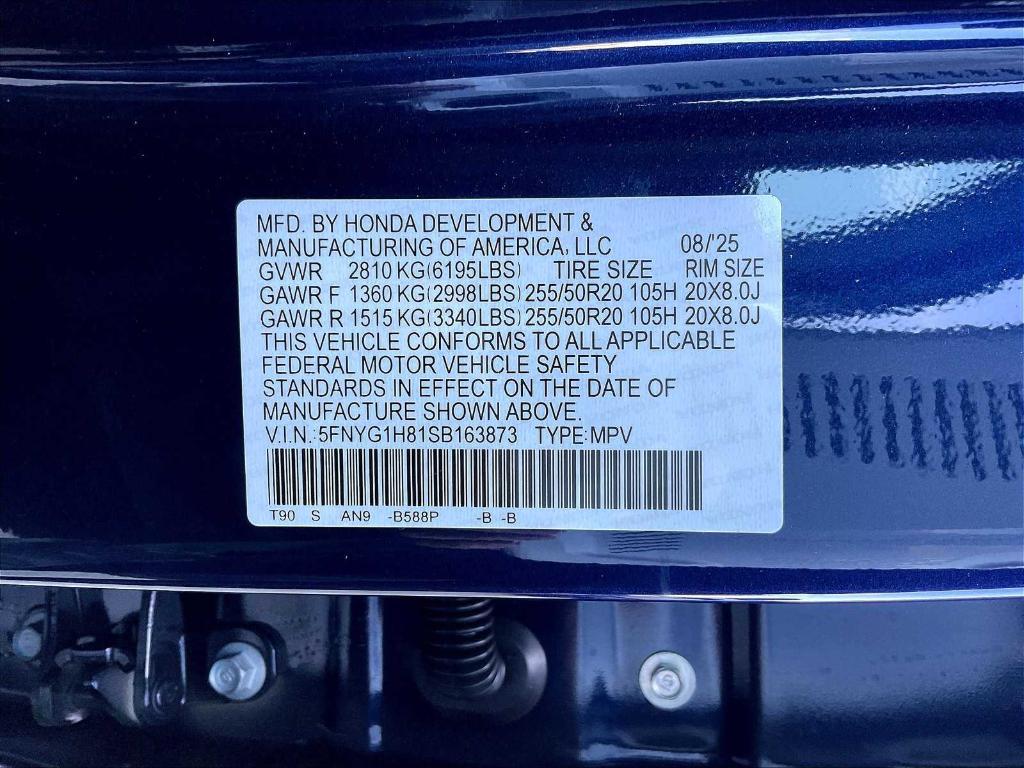 MFD. BY HONDA DEVELOPMENT &
MANUFACTURING OF AMERICA, LLC 08/'25
GVWR 2810 KG(6195LBS) TIRE SIZE RIM SIZE
GAWR F 1360 KG(2998LBS) 255/50R20 105H 20X8.0J
GAWR R 1515 KG(3340LBS) 255/50R20 105H 20X8.0J
THIS VEHICLE CONFORMS TO ALL APPLICABLE
FEDERAL MOTOR VEHICLE SAFETY
STANDARDS IN EFFECT ON THE DATE OF
MANUFACTURE SHOWN ABOVE.
V.I.N.:5FNYG1H81SB163873 TYPE:MPV
T90 S AN9 -B588P -B -B